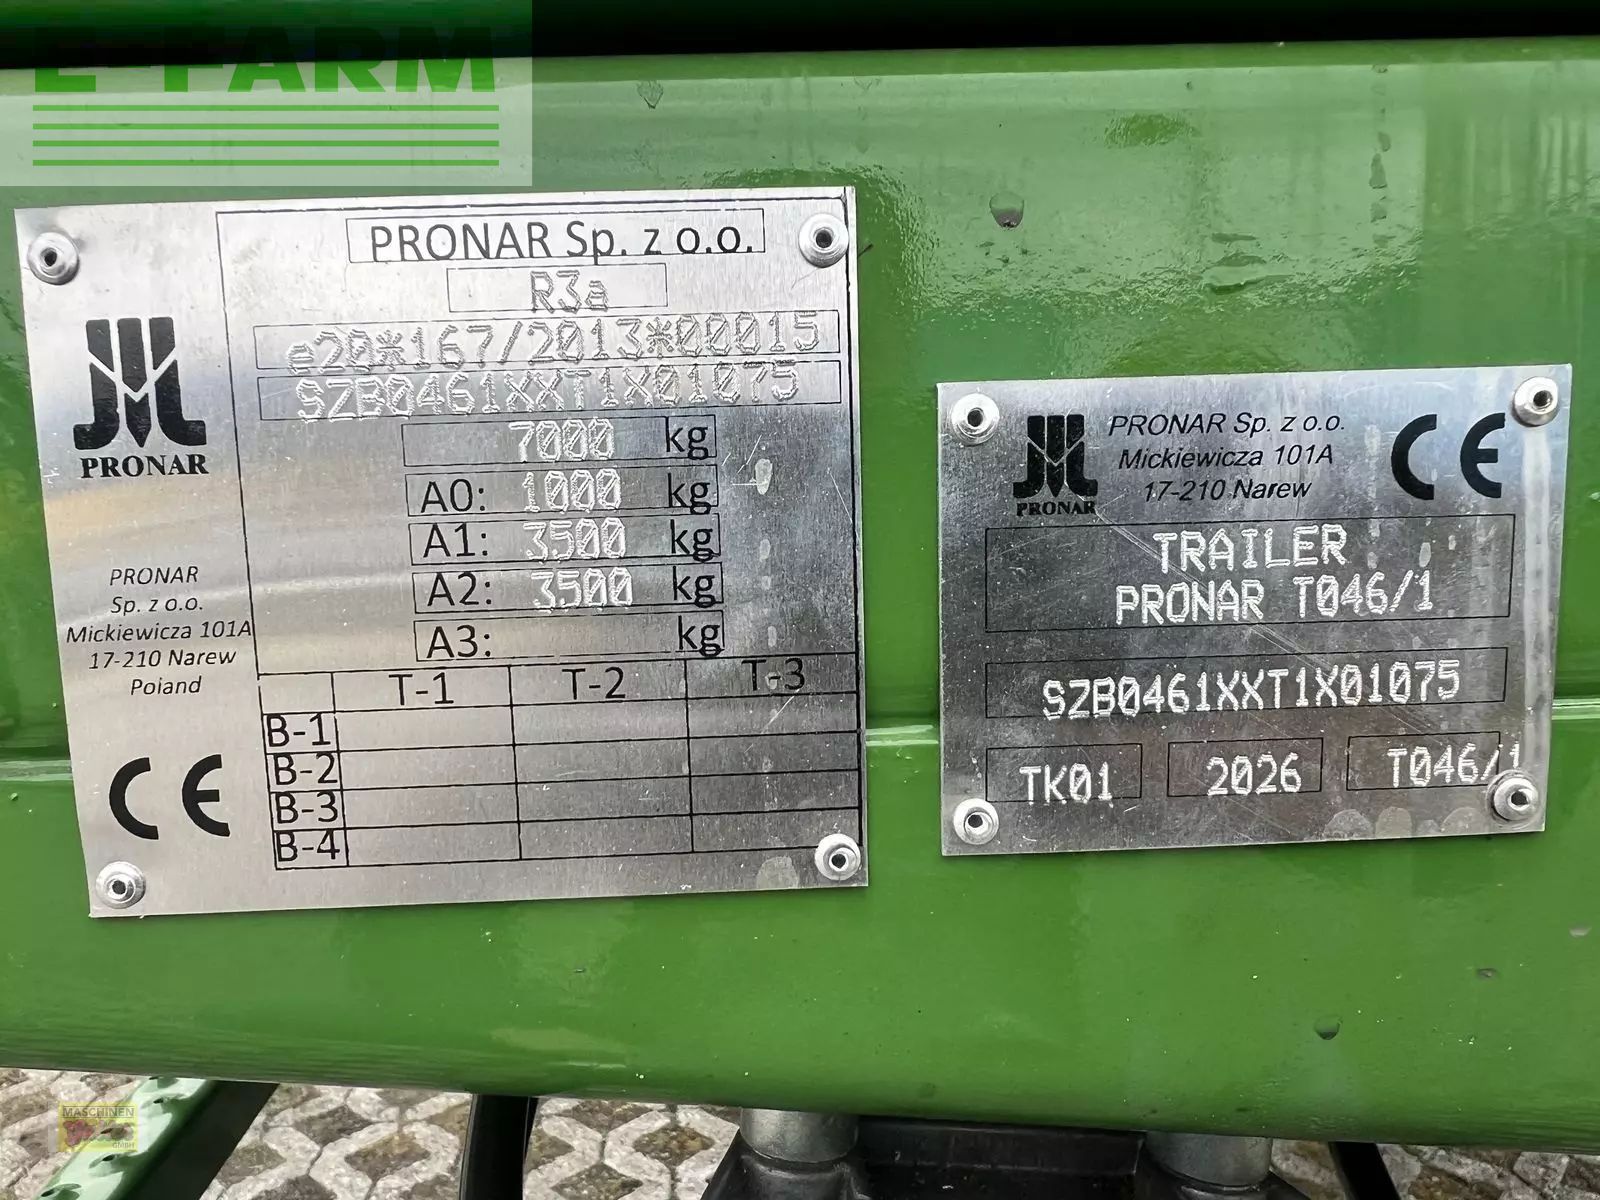 E-FARM
PRONAR Sp. z o.o.
R3a
e20*167/2013*00015
SZB0461XXT1X01075
7000 kg
A0: 1000 kg
A1: 3500 kg
A2: 3500 kg
A3: kg
T-1 T-2 T-3
B-1
B-2
B-3
B-4
PRONAR
PRONAR
Sp. z o.o.
Mickiewicza 101A
17-210 Narew
Poland
CE
PRONAR
PRONAR Sp. z o.o.
Mickiewicza 101A
17-210 Narew
CE
TRAILER
PRONAR T046/1
SZB0461XXT1X01075
TK01 2026 T046/1
MASCHINEN
GMBH